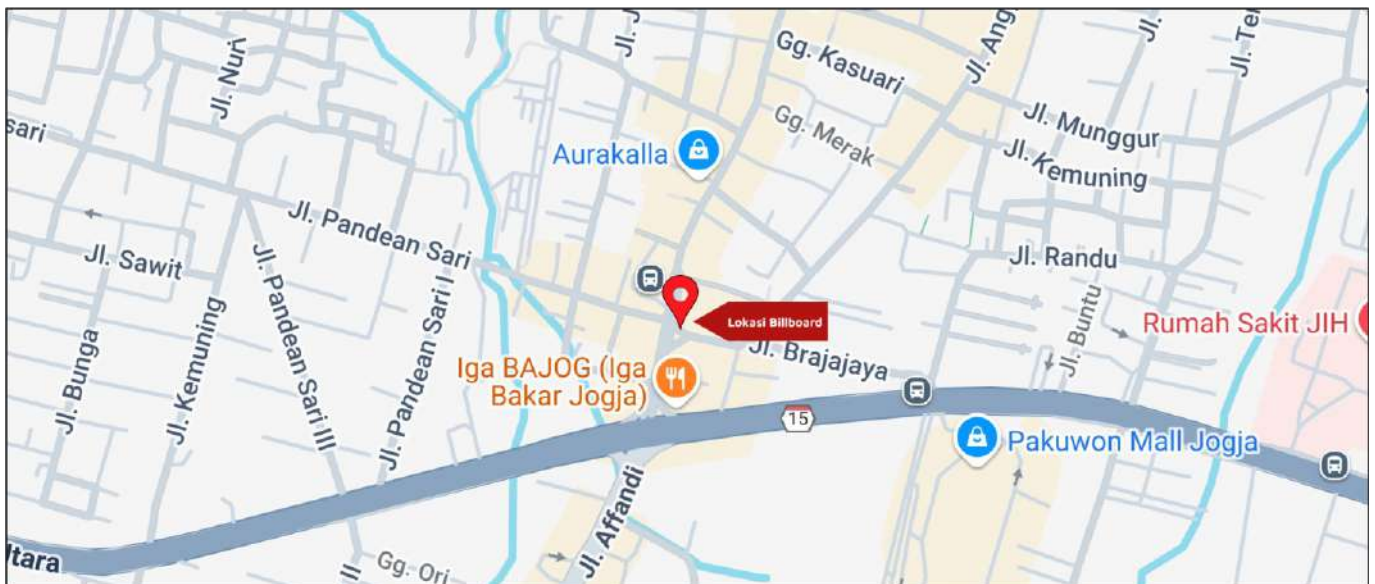 Jl. Nuri
Gg. Kasuari
Jl. Munggur
Gg. Merak
Jl. Kemuning
Aurakalla
Jl. Pandean Sari
Jl. Sawit
Jl. Randu
Jl. Pandean Sari III
Jl. Pandean Sari I
Jl. Buntu
Rumah Sakit JIH
Lokasi Billboard
Jl. Brajajaya
Jl. Bunga
Jl. Kemuning
Iga BAJOG (Iga
Bakar Jogja)
15
Pakuwon Mall Jogja
Jl. Affandi
Gg. Ori